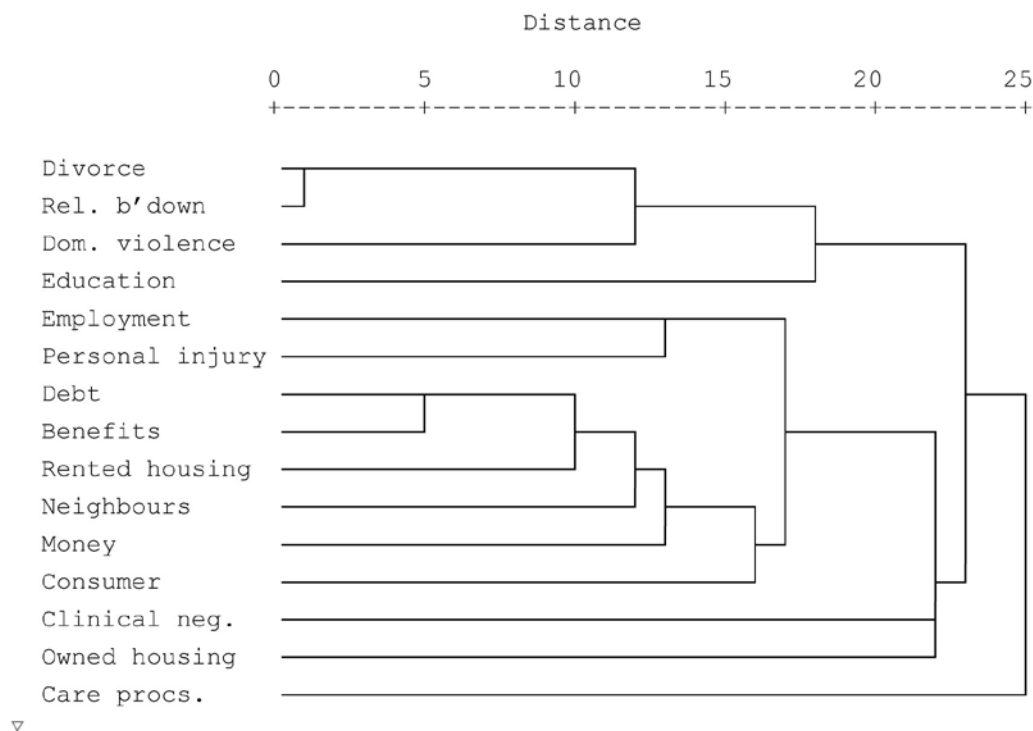 Distance
0 5 10 15 20 25
Divorce
Rel. b'down
Dom. violence
Education
Employment
Personal injury
Debt
Benefits
Rented housing
Neighbours
Money
Consumer
Clinical neg.
Owned housing
Care procs.